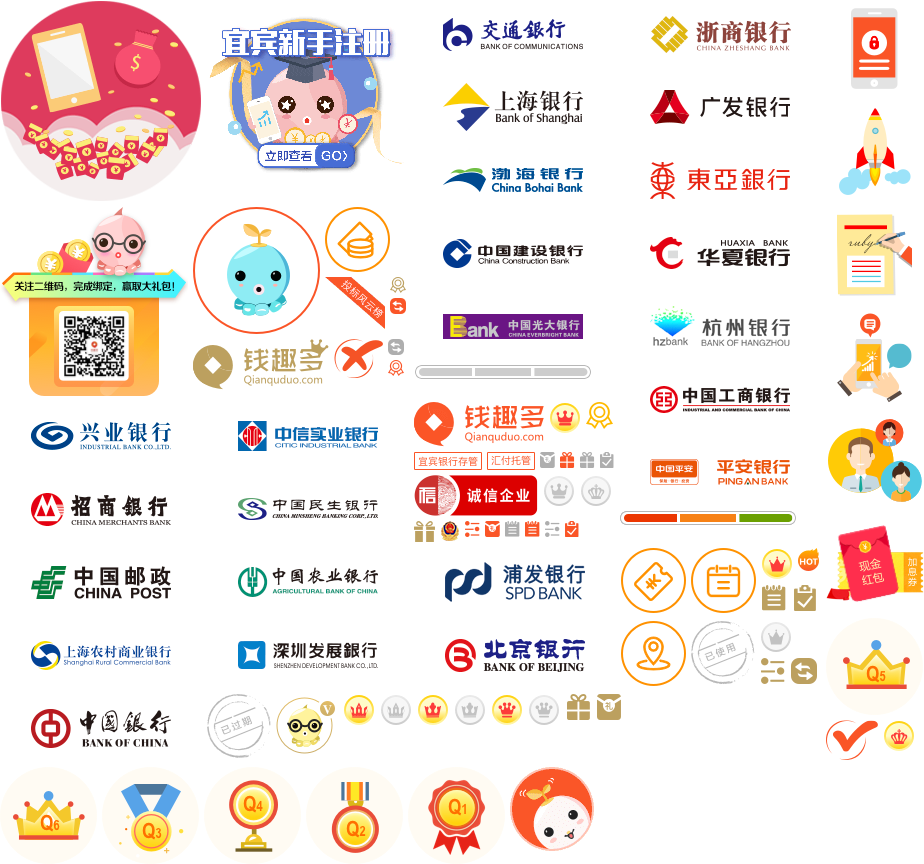 宜宾新手注册
立即查看 GO>
交通银行
BANK OF COMMUNICATIONS
浙商银行
CHINA ZHESHANG BANK
上海银行
Bank of Shanghai
广发银行
渤海银行
China Bohai Bank
東亞銀行
关注二维码，完成绑定，赢取大礼包！
中国建设银行
China Construction Bank
HUAXIA BANK
华夏银行
ruby
投标风云榜
Bank
中国光大银行
CHINA EVERBRIGHT BANK
hzbank
杭州银行
BANK OF HANGZHOU
钱趣多
Qianquduo.com
中国工商银行
INDUSTRIAL AND COMMERCIAL BANK OF CHINA
钱趣多
Qianquduo.com
兴业银行
INDUSTRIAL BANK CO.,LTD.
中信实业银行
CITIC INDUSTRIAL BANK
宜宾银行存管
汇付托管
中国平安
保险·银行·投资
平安银行
PING AN BANK
招商银行
CHINA MERCHANTS BANK
中国民生银行
CHINA MINSHENG BANKING CORP.,LTD.
信
诚信企业
现金
红包
加息券
HOT
中国邮政
CHINA POST
中国农业银行
AGRICULTURAL BANK OF CHINA
浦发银行
SPD BANK
上海农村商业银行
Shanghai Rural Commercial Bank
深圳发展銀行
SHENZHEN DEVELOPMENT BANK CO., LTD.
北京银行
BANK OF BEIJING
已使用
Q5
中國銀行
BANK OF CHINA
已过期
V
礼
Q6
Q3
Q4
Q2
Q1